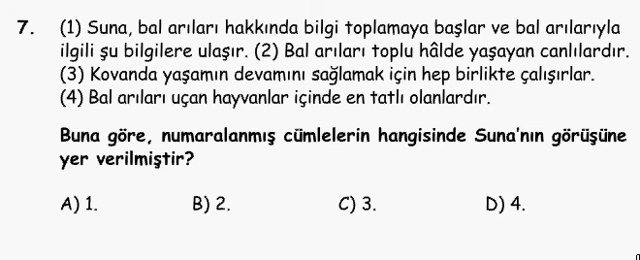 7. (1) Suna, bal arıları hakkında bilgi toplamaya başlar ve bal arılarıyla
ilgili şu bilgilere ulaşır. (2) Bal arıları toplu hâlde yaşayan canlılardır.
(3) Kovanda yaşamın devamını sağlamak için hep birlikte çalışırlar.
(4) Bal arıları uçan hayvanlar içinde en tatlı olanlardır.
Buna göre, numaralanmış cümlelerin hangisinde Suna'nın görüşüne
yer verilmiştir?
A) 1. B) 2. C) 3. D) 4.